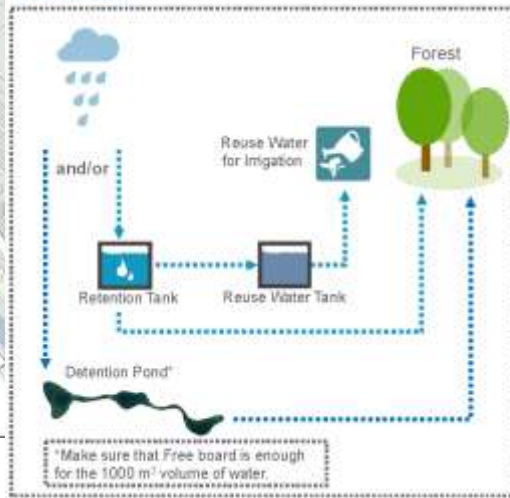 Forest
Reuse Water
for Irrigation
and/or
Retention Tank
Reuse Water Tank
Detention Pond*
*Make sure that Free board is enough
for the 1000 m³ volume of water.